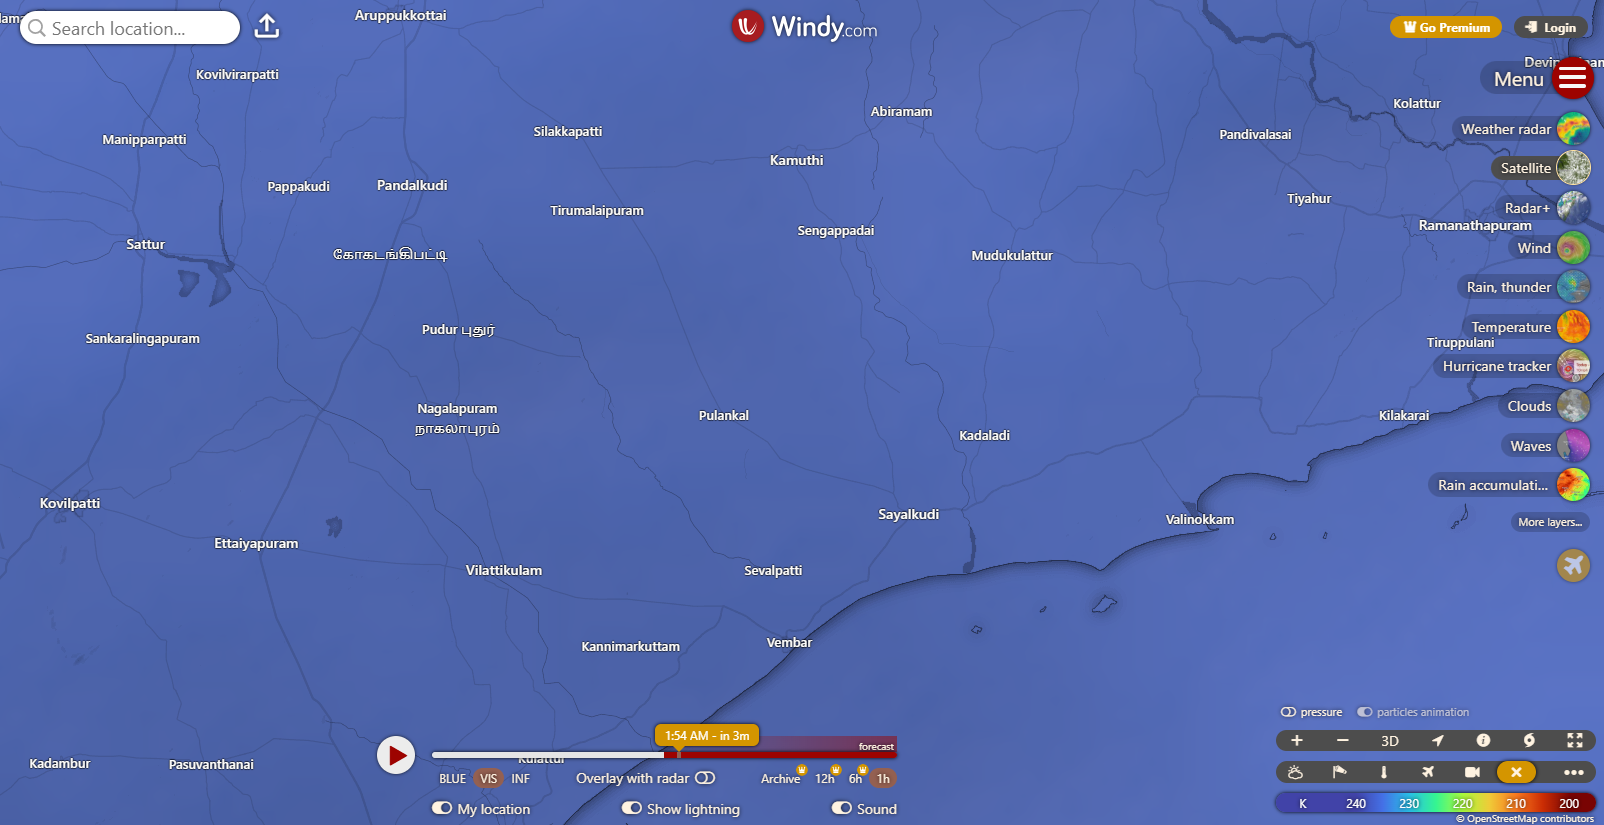 Search location...
Windy.com
Go Premium
Login
Menu
Weather radar
Satellite
Radar+
Wind
Rain, thunder
Temperature
Hurricane tracker
Clouds
Waves
Rain accumulati...
More layers...
Aruppukkottai
Kovilvirarpatti
Abiramam
Kolattur
Silakkapatti
Pandivalasai
Manipparpatti
Kamuthi
Pappakudi
Pandalkudi
Tiyahur
Tirumalaipuram
Ramanathapuram
Sengappadai
Sattur
கோகடங்கிபட்டி
Mudukulattur
Pudur புதுர்
Sankaralingapuram
Tiruppulani
Nagalapuram
நாகலாபுரம்
Pulankal
Kilakarai
Kadaladi
Kovilpatti
Sayalkudi
Valinokkam
Ettaiyapuram
Vilattikulam
Sevalpatti
Kannimarkuttam
Vembar
Kadambur
Pasuvanthanai
Kulattur
1:54 AM - in 3m
forecast
BLUE VIS INF
Overlay with radar
Archive 12h 6h 1h
My location
Show lightning
Sound
pressure
particles animation
3D
K 240 230 220 210 200
© OpenStreetMap contributors